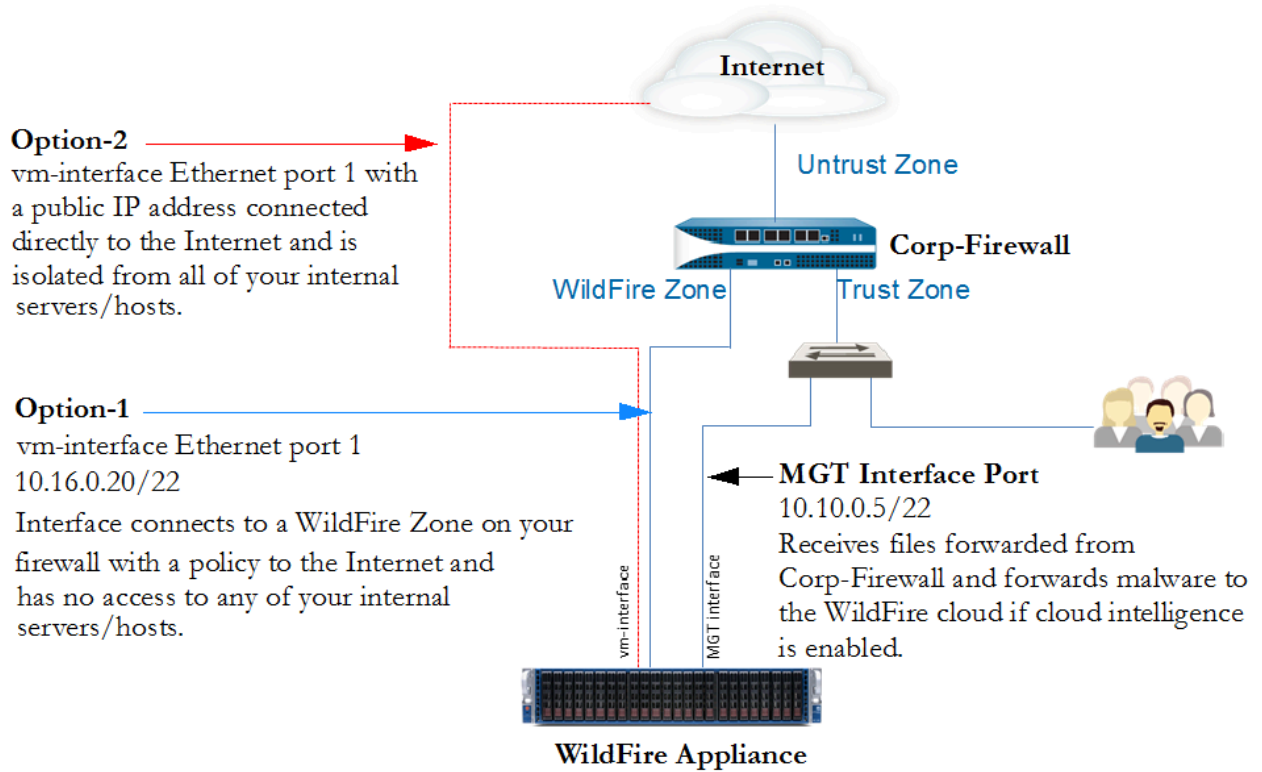 Internet
Option-2
vm-interface Ethernet port 1 with
a public IP address connected
directly to the Internet and is
isolated from all of your internal
servers/hosts.
Untrust Zone
Corp-Firewall
WildFire Zone
Trust Zone
Option-1
vm-interface Ethernet port 1
10.16.0.20/22
Interface connects to a WildFire Zone on your
firewall with a policy to the Internet and
has no access to any of your internal
servers/hosts.
MGT Interface Port
10.10.0.5/22
Receives files forwarded from
Corp-Firewall and forwards malware to
the WildFire cloud if cloud intelligence
is enabled.
vm-interface
MGT interface
WildFire Appliance